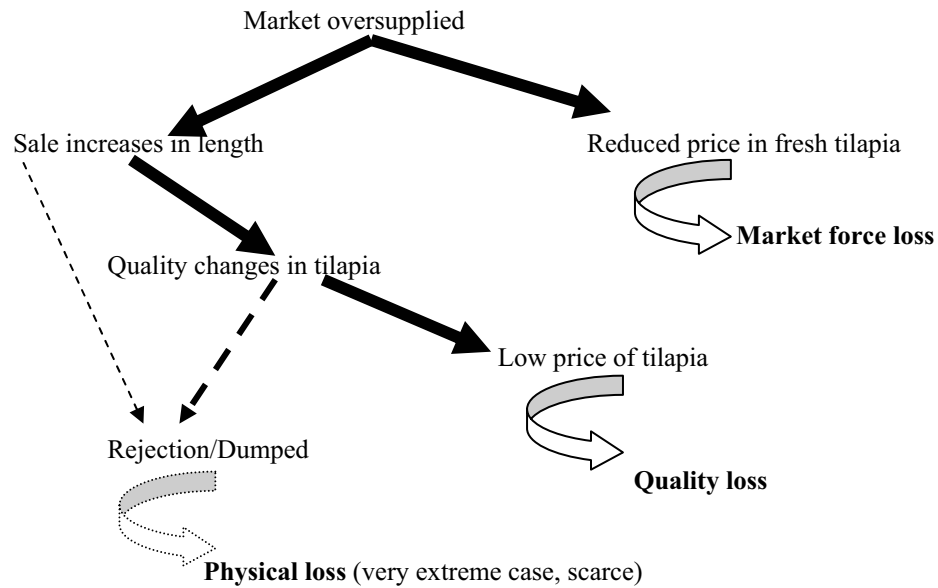 Market oversupplied
Sale increases in length
Reduced price in fresh tilapia
Market force loss
Quality changes in tilapia
Low price of tilapia
Rejection/Dumped
Quality loss
Physical loss (very extreme case, scarce)